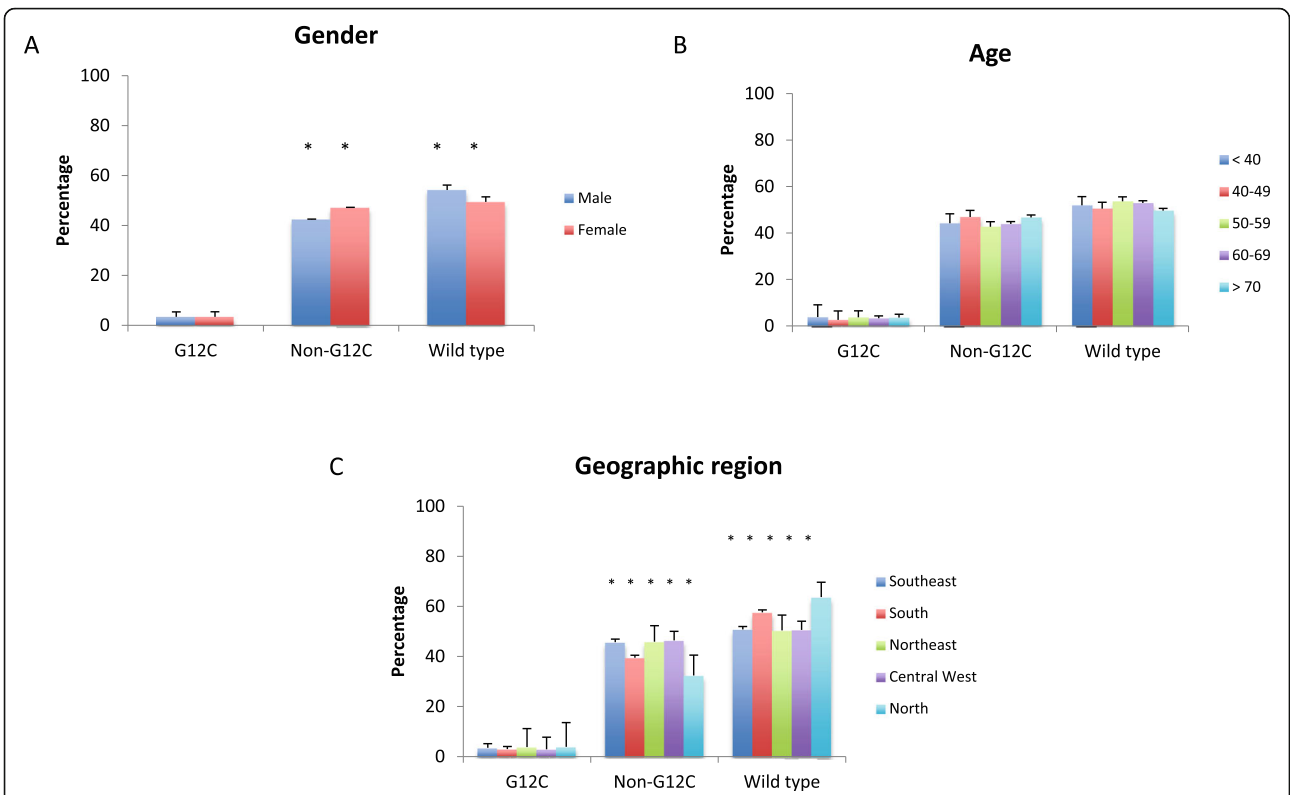 A
Gender
100
80
60
40
20
0
Percentage
* * * *
G12C Non-G12C Wild type
Male
Female
B
Age
100
80
60
40
20
0
Percentage
G12C Non-G12C Wild type
< 40
40-49
50-59
60-69
> 70
C
Geographic region
100
80
60
40
20
0
Percentage
* * * * *
* * * * *
G12C Non-G12C Wild type
Southeast
South
Northeast
Central West
North